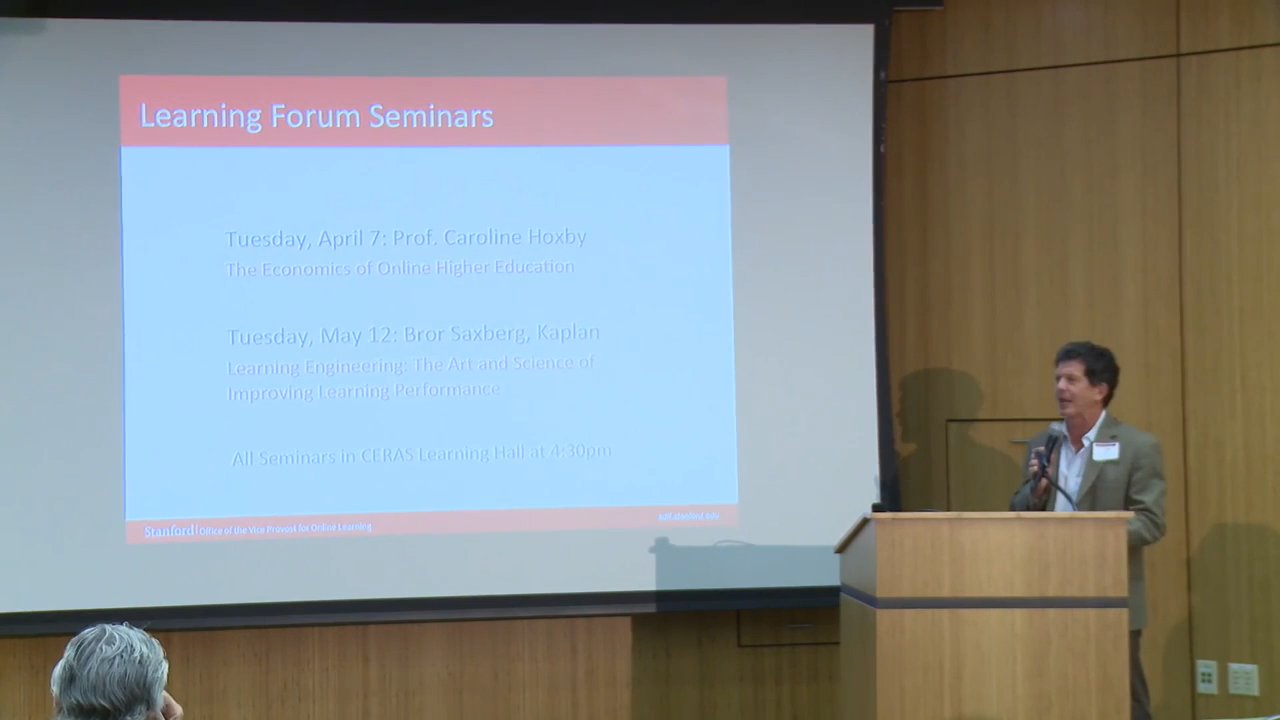 Learning Forum Seminars
Tuesday, April 7: Prof. Caroline Hoxby
The Economics of Online Higher Education
Tuesday, May 12: Bror Saxberg, Kaplan
Learning Engineering: The Art and Science of
Improving Learning Performance
All Seminars in CERAS Learning Hall at 4:30pm
Stanford | Office of the Vice Provost for Online Learning